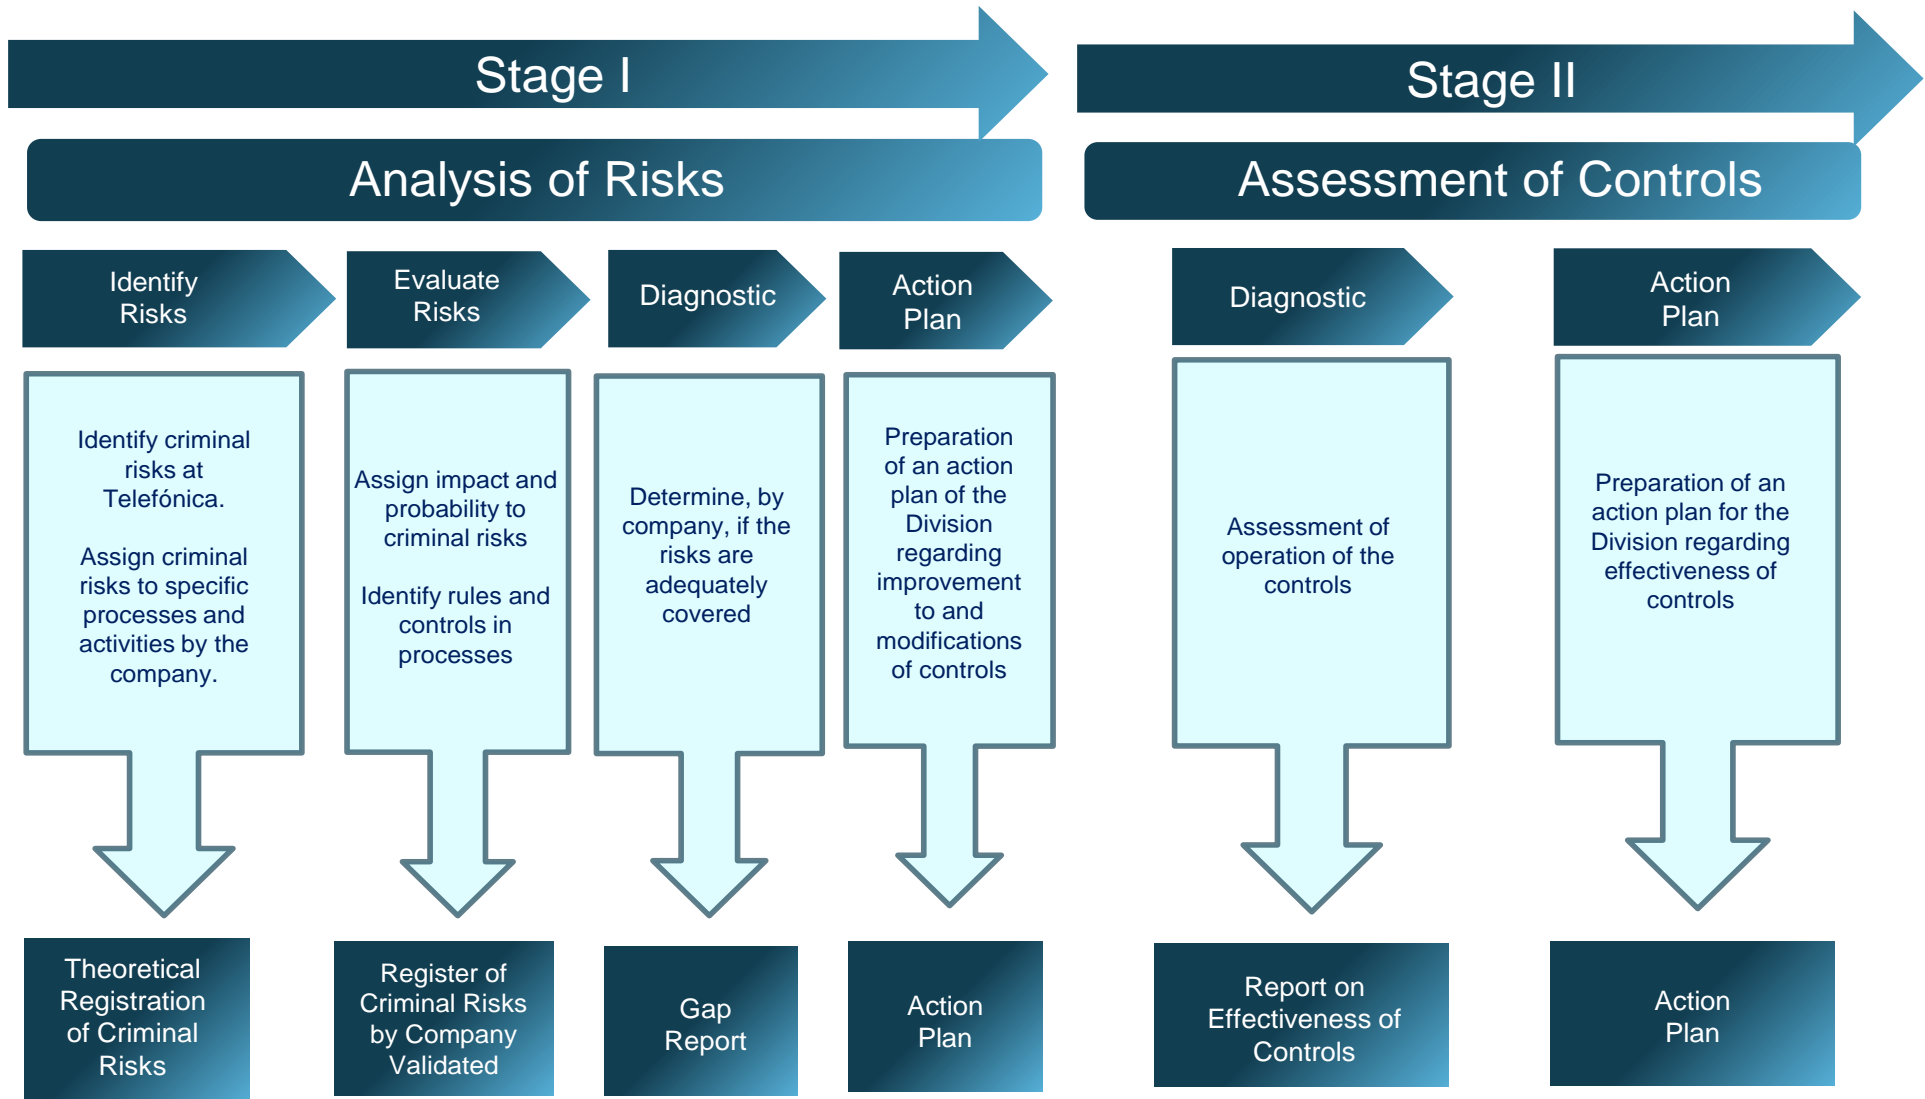 Stage I
Stage II
Analysis of Risks
Assessment of Controls
Identify
Risks
Evaluate
Risks
Diagnostic
Action
Plan
Diagnostic
Action
Plan
Identify criminal
risks at
Telefónica.
Assign criminal
risks to specific
processes and
activities by the
company.
Assign impact and
probability to
criminal risks
Identify rules and
controls in
processes
Determine, by
company, if the
risks are
adequately
covered
Preparation
of an action
plan of the
Division
regarding
improvement
to and
modifications
of controls
Assessment of
operation of the
controls
Preparation of an
action plan for the
Division regarding
effectiveness of
controls
Theoretical
Registration
of Criminal
Risks
Register of
Criminal Risks
by Company
Validated
Gap
Report
Action
Plan
Report on
Effectiveness of
Controls
Action
Plan